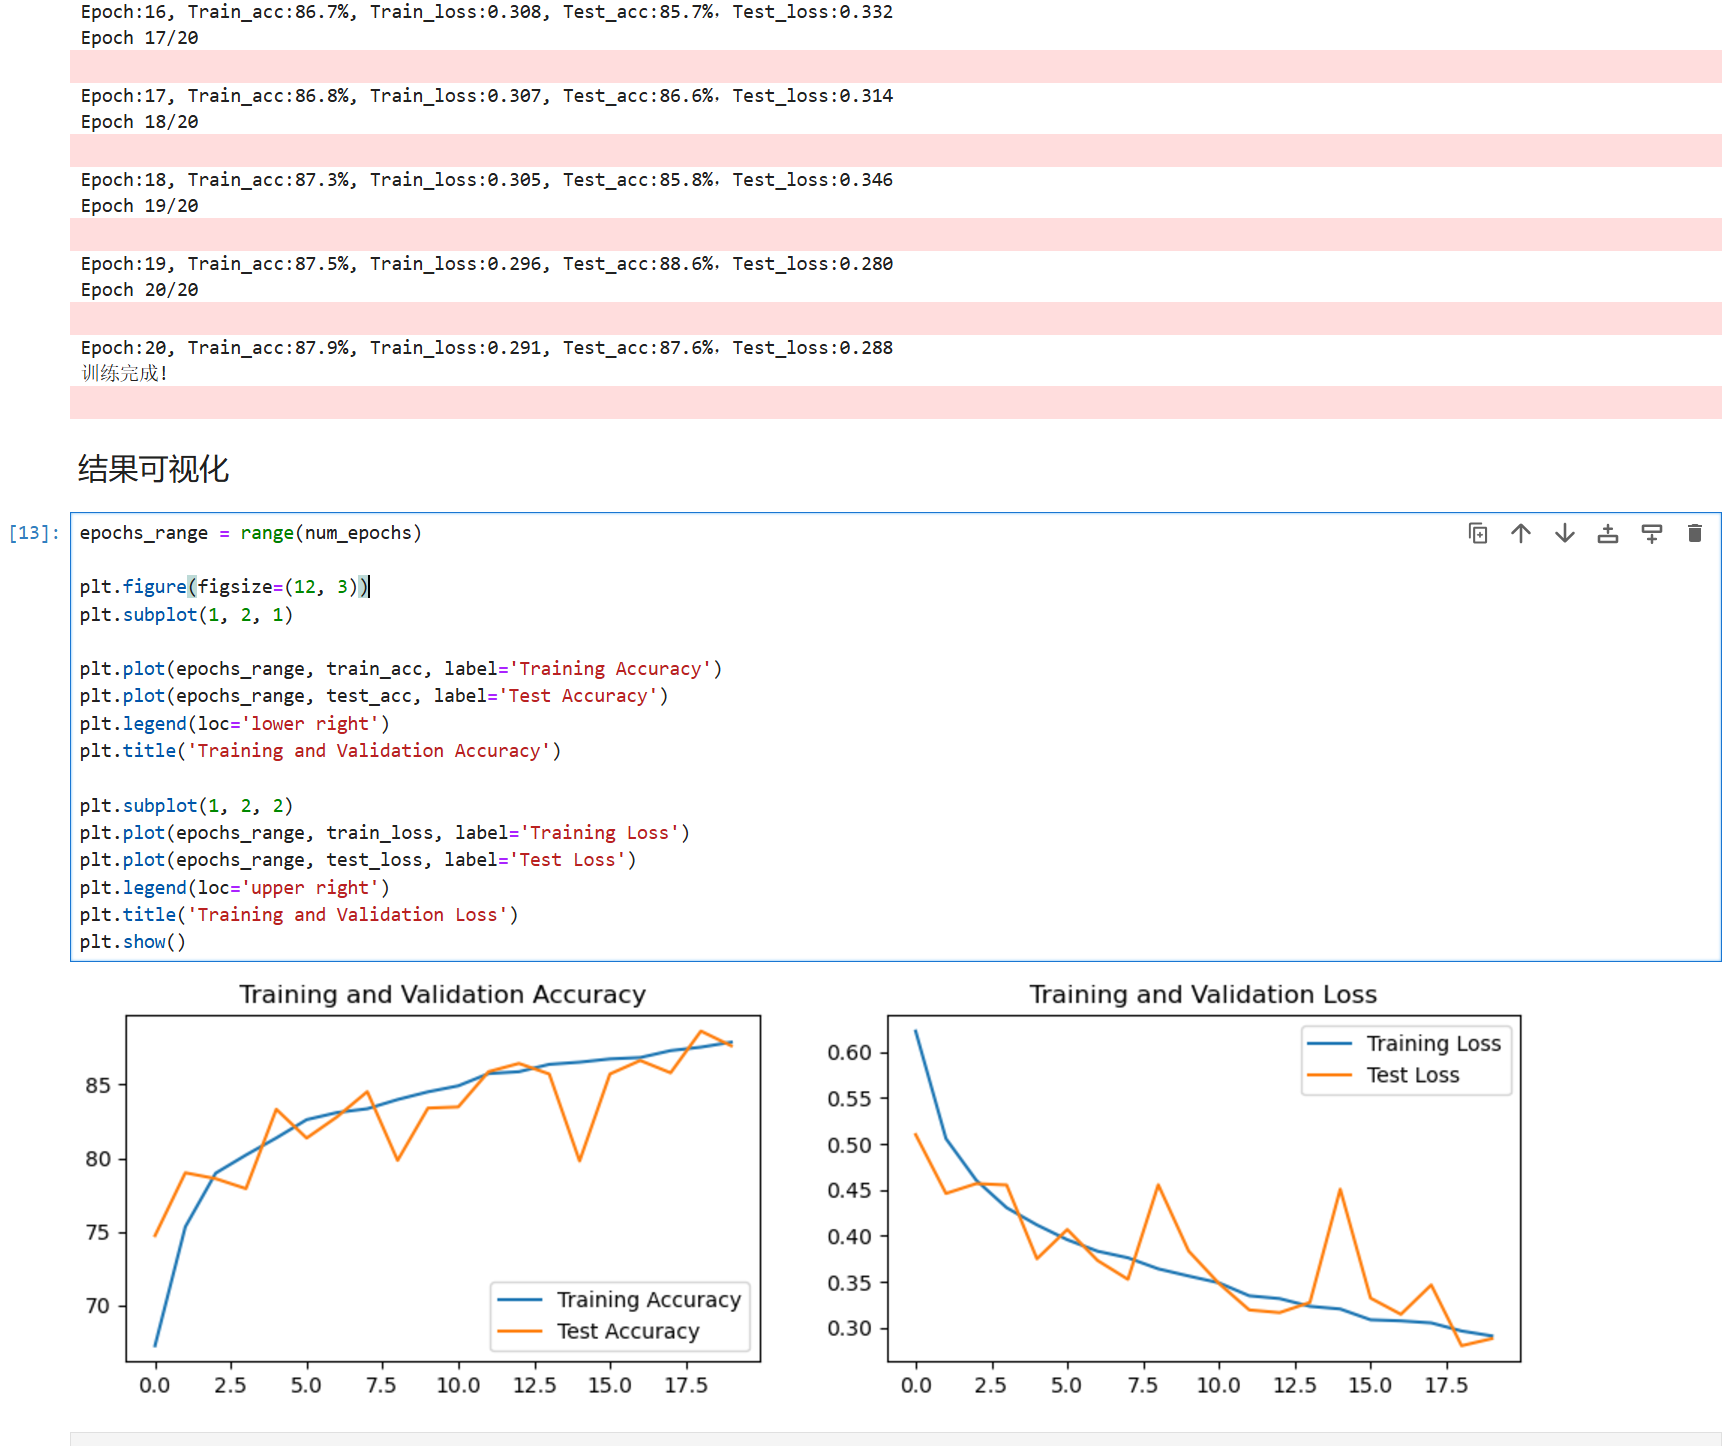 Epoch:16, Train_acc:86.7%, Train_loss:0.308, Test_acc:85.7%，Test_loss:0.332
Epoch 17/20
Epoch:17, Train_acc:86.8%, Train_loss:0.307, Test_acc:86.6%，Test_loss:0.314
Epoch 18/20
Epoch:18, Train_acc:87.3%, Train_loss:0.305, Test_acc:85.8%，Test_loss:0.346
Epoch 19/20
Epoch:19, Train_acc:87.5%, Train_loss:0.296, Test_acc:88.6%，Test_loss:0.280
Epoch 20/20
Epoch:20, Train_acc:87.9%, Train_loss:0.291, Test_acc:87.6%，Test_loss:0.288
训练完成!
结果可视化
[13]:
epochs_range = range(num_epochs)
plt.figure(figsize=(12, 3))
plt.subplot(1, 2, 1)
plt.plot(epochs_range, train_acc, label='Training Accuracy')
plt.plot(epochs_range, test_acc, label='Test Accuracy')
plt.legend(loc='lower right')
plt.title('Training and Validation Accuracy')
plt.subplot(1, 2, 2)
plt.plot(epochs_range, train_loss, label='Training Loss')
plt.plot(epochs_range, test_loss, label='Test Loss')
plt.legend(loc='upper right')
plt.title('Training and Validation Loss')
plt.show()
Training and Validation Accuracy
85
80
75
70
Training Accuracy
Test Accuracy
0.0 2.5 5.0 7.5 10.0 12.5 15.0 17.5
Training and Validation Loss
0.60
0.55
0.50
0.45
0.40
0.35
0.30
Training Loss
Test Loss
0.0 2.5 5.0 7.5 10.0 12.5 15.0 17.5